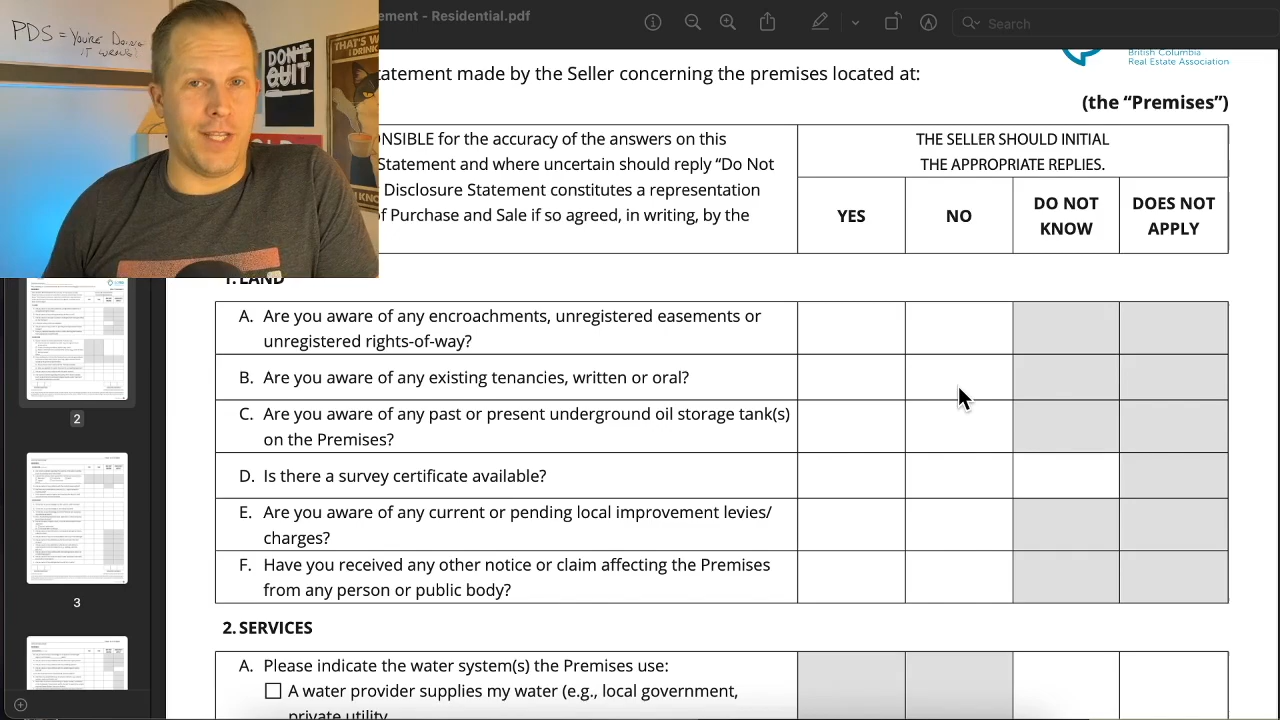 PDS = YOU'RE DOING
IT WRONG!
DON'T
QUIT
THAT'S W
I DRINK
KNO
ement - Residential.pdf
Search
British Columbia
Real Estate Association
atement made by the Seller concerning the premises located at:
(the “Premises”)
ONSIBLE for the accuracy of the answers on this
Statement and where uncertain should reply “Do Not
Disclosure Statement constitutes a representation
f Purchase and Sale if so agreed, in writing, by the
THE SELLER SHOULD INITIAL
THE APPROPRIATE REPLIES.
YES
NO
DO NOT
KNOW
DOES NOT
APPLY
1. LAND
A. Are you aware of any encroachments, unregistered easements or
unregistered rights-of-way?
B. Are you aware of any existing tenancies, written or oral?
C. Are you aware of any past or present underground oil storage tank(s)
on the Premises?
D. Is there a survey certificate available?
E. Are you aware of any current or pending local improvement levies/
charges?
F. Have you received any other notice or claim affecting the Premises
from any person or public body?
2. SERVICES
A. Please indicate the water system(s) the premises use:
A water provider supplies my water (e.g., local government,
private utility
2
3